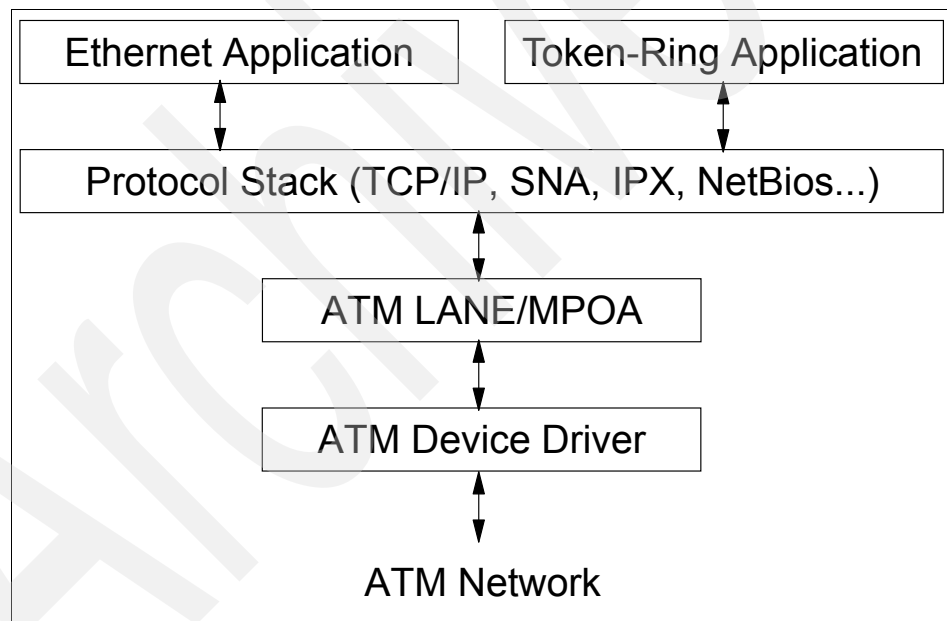 Ethernet Application
Token-Ring Application
Protocol Stack (TCP/IP, SNA, IPX, NetBios...)
ATM LANE/MPOA
ATM Device Driver
ATM Network
Archive